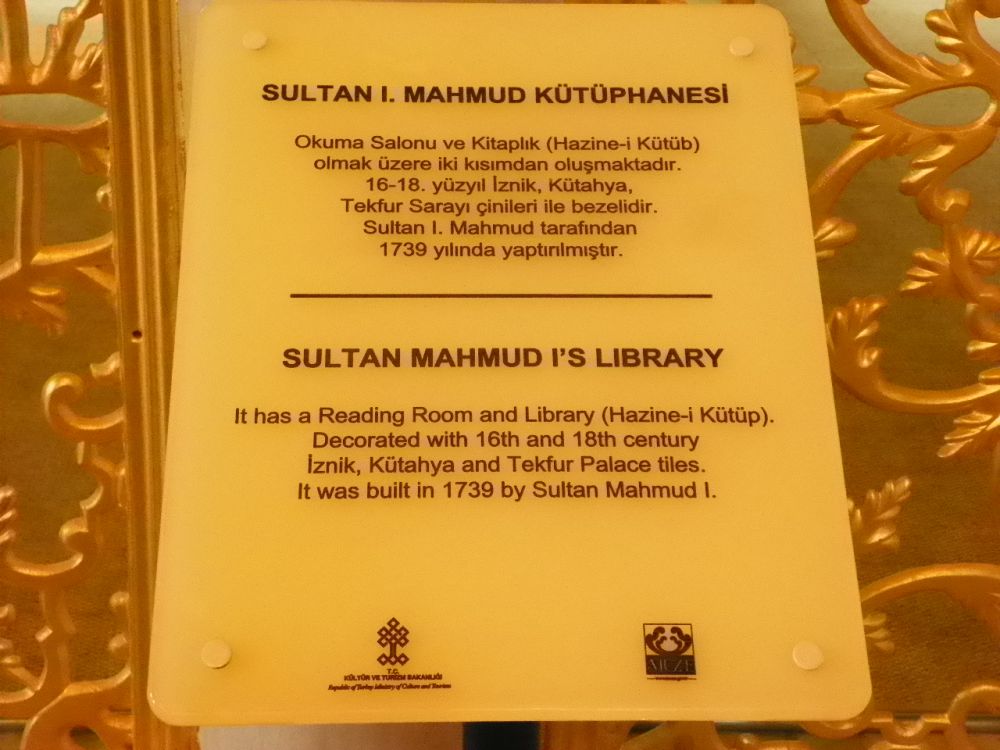 SULTAN I. MAHMUD KÜTÜPHANESİ
Okuma Salonu ve Kitaplık (Hazine-i Kütüb)
olmak üzere iki kısımdan oluşmaktadır.
16-18. yüzyıl İznik, Kütahya,
Tekfur Sarayı çinileri ile bezelidir.
Sultan I. Mahmud tarafından
1739 yılında yaptırılmıştır.
SULTAN MAHMUD I'S LIBRARY
It has a Reading Room and Library (Hazine-i Kütüp).
Decorated with 16th and 18th century
İznik, Kütahya and Tekfur Palace tiles.
It was built in 1739 by Sultan Mahmud I.
T.C.
KÜLTÜR VE TURİZM BAKANLIĞI
Republic of Turkey Ministry of Culture and Tourism